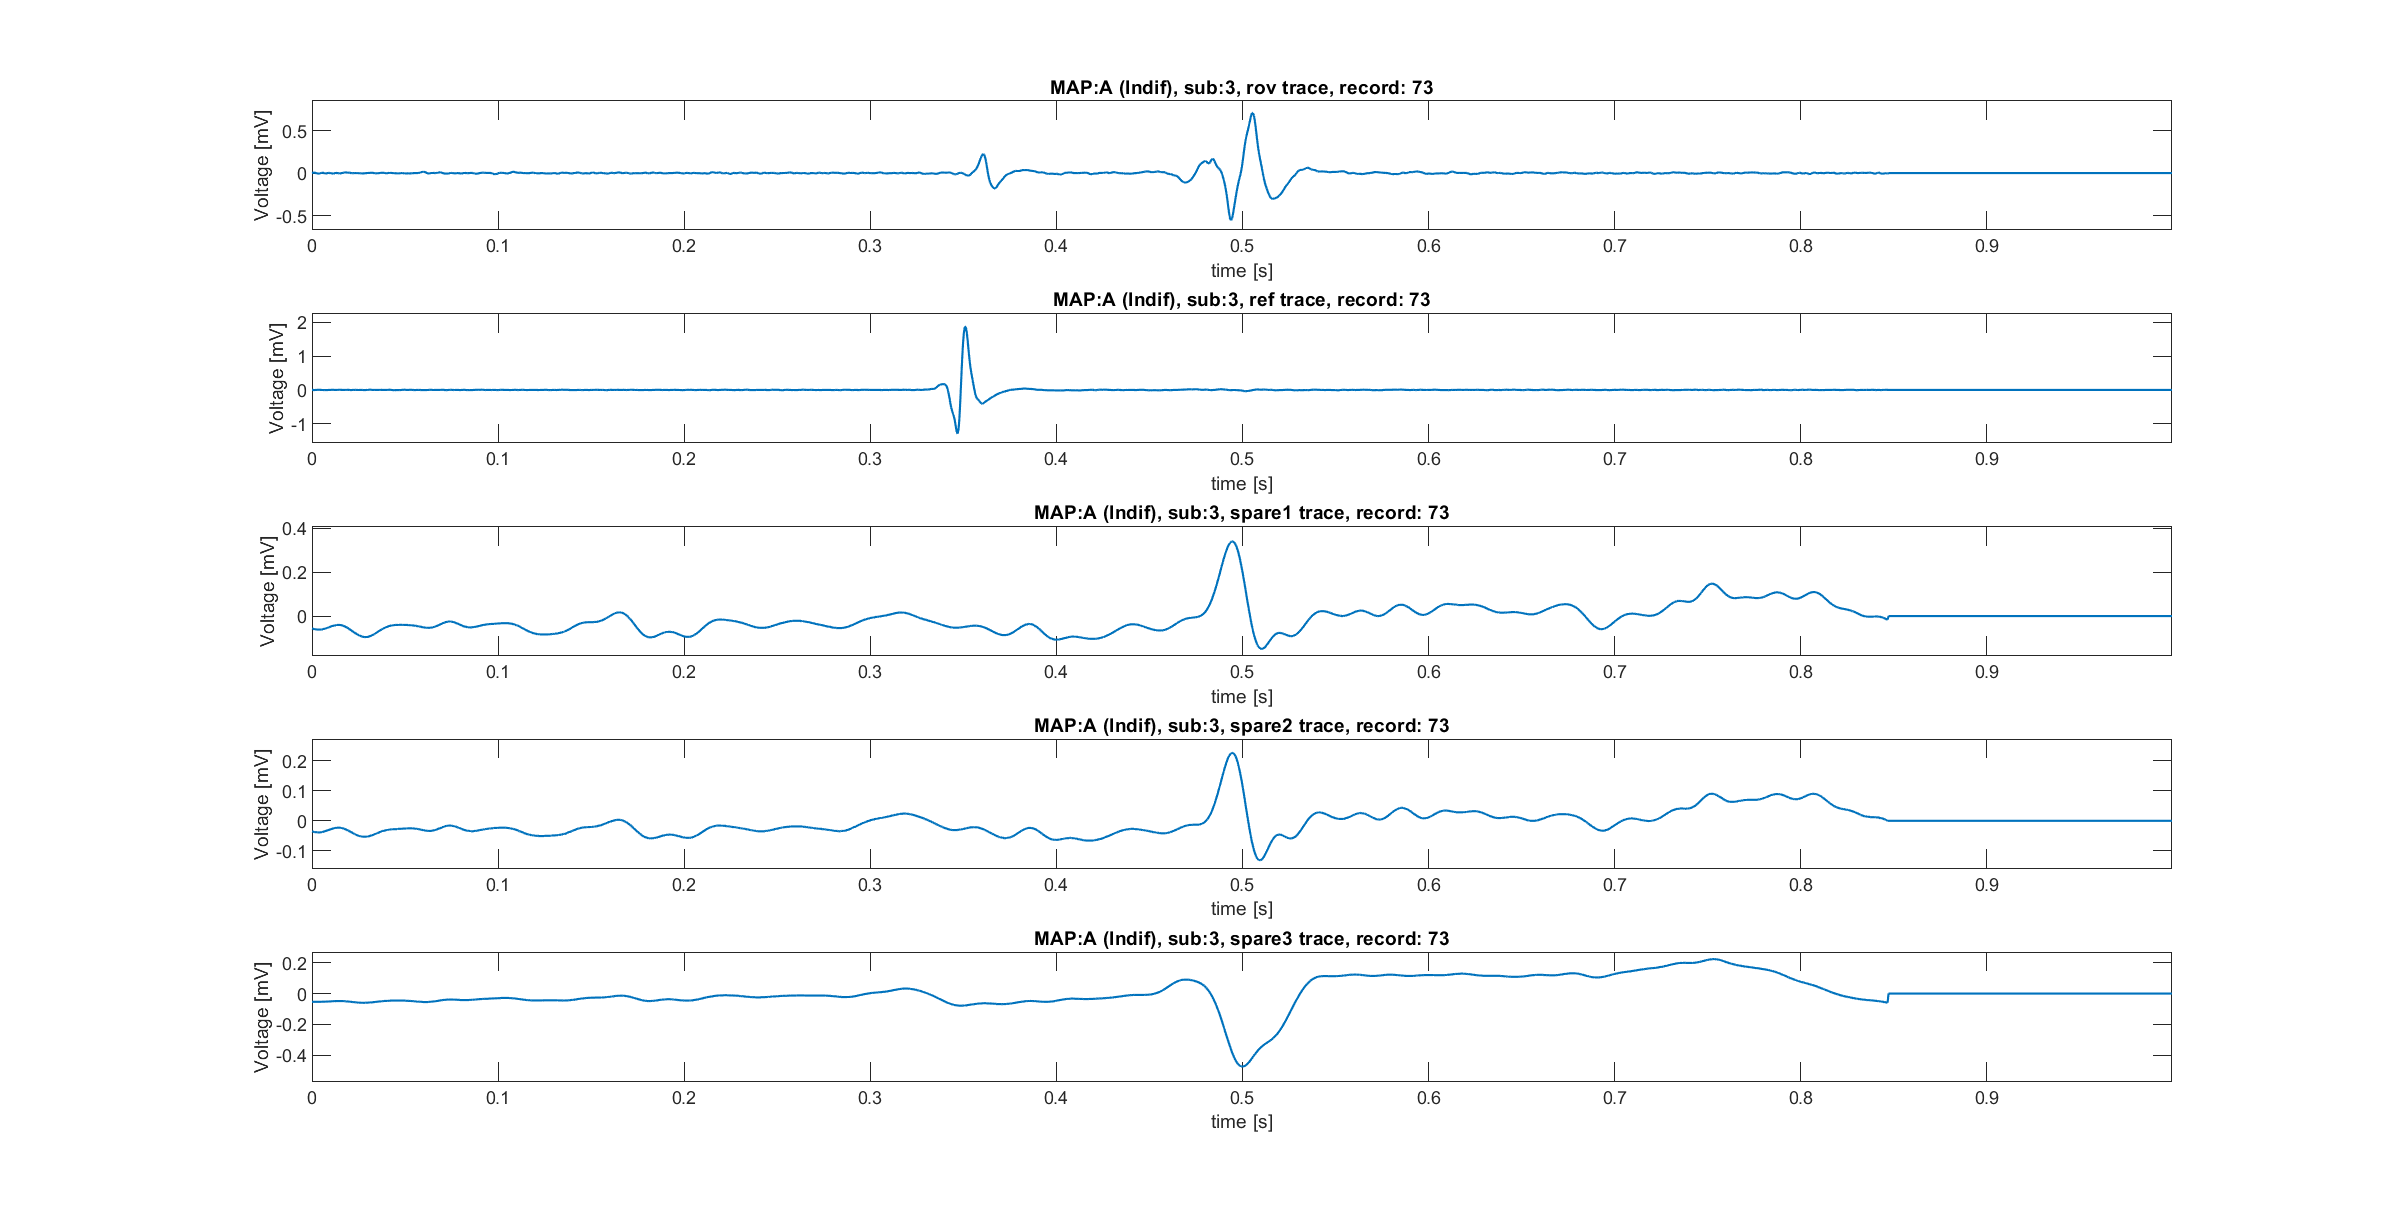 MAP:A (Indif), sub:3, rov trace, record: 73
Voltage [mV]
0.5
0
-0.5
0 0.1 0.2 0.3 0.4 0.5 0.6 0.7 0.8 0.9
time [s]
MAP:A (Indif), sub:3, ref trace, record: 73
Voltage [mV]
2
1
0
-1
0 0.1 0.2 0.3 0.4 0.5 0.6 0.7 0.8 0.9
time [s]
MAP:A (Indif), sub:3, spare1 trace, record: 73
Voltage [mV]
0.4
0.2
0
0 0.1 0.2 0.3 0.4 0.5 0.6 0.7 0.8 0.9
time [s]
MAP:A (Indif), sub:3, spare2 trace, record: 73
Voltage [mV]
0.2
0.1
0
-0.1
0 0.1 0.2 0.3 0.4 0.5 0.6 0.7 0.8 0.9
time [s]
MAP:A (Indif), sub:3, spare3 trace, record: 73
Voltage [mV]
0.2
0
-0.2
-0.4
0 0.1 0.2 0.3 0.4 0.5 0.6 0.7 0.8 0.9
time [s]